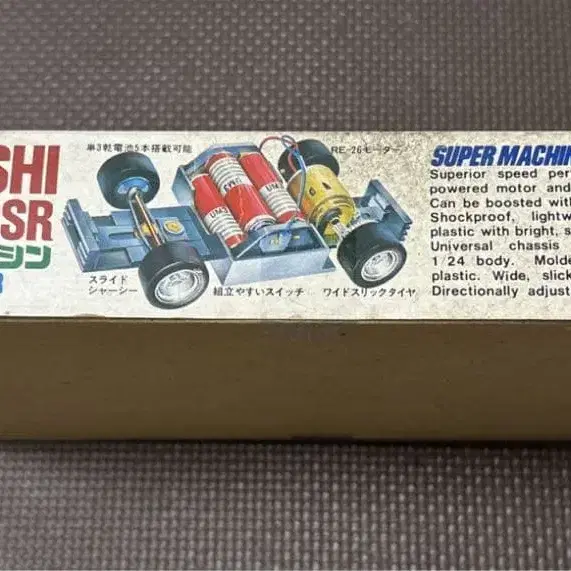 SHI
SR
シン
R
単3乾電池5本搭載可能
RE-26モーター
UM3
スライド
シャーシー
組立やすいスイッチ
ワイドスリックタイヤ
SUPER MACHIN
Superior speed per
powered motor and
Can be boosted with
Shockproof, lightw
plastic with bright, s
Universal chassis
1/24 body. Molde
plastic. Wide, slick
Directionally adjust